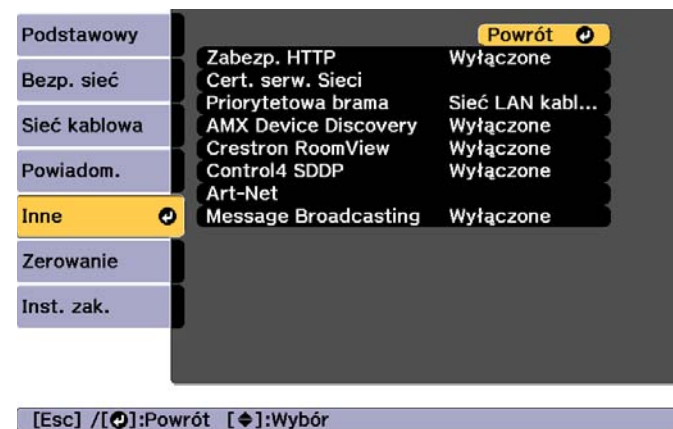 Podstawowy
Bezp. sieć
Sieć kablowa
Powiadom.
Inne
Zerowanie
Inst. zak.
Powrót
Zabezp. HTTP Wyłączone
Cert. serw. Sieci
Priorytetowa brama Sieć LAN kabl...
AMX Device Discovery Wyłączone
Crestron RoomView Wyłączone
Control4 SDDP Wyłączone
Art-Net
Message Broadcasting Wyłączone
[Esc] /[⏎]:Powrót [◆]:Wybór